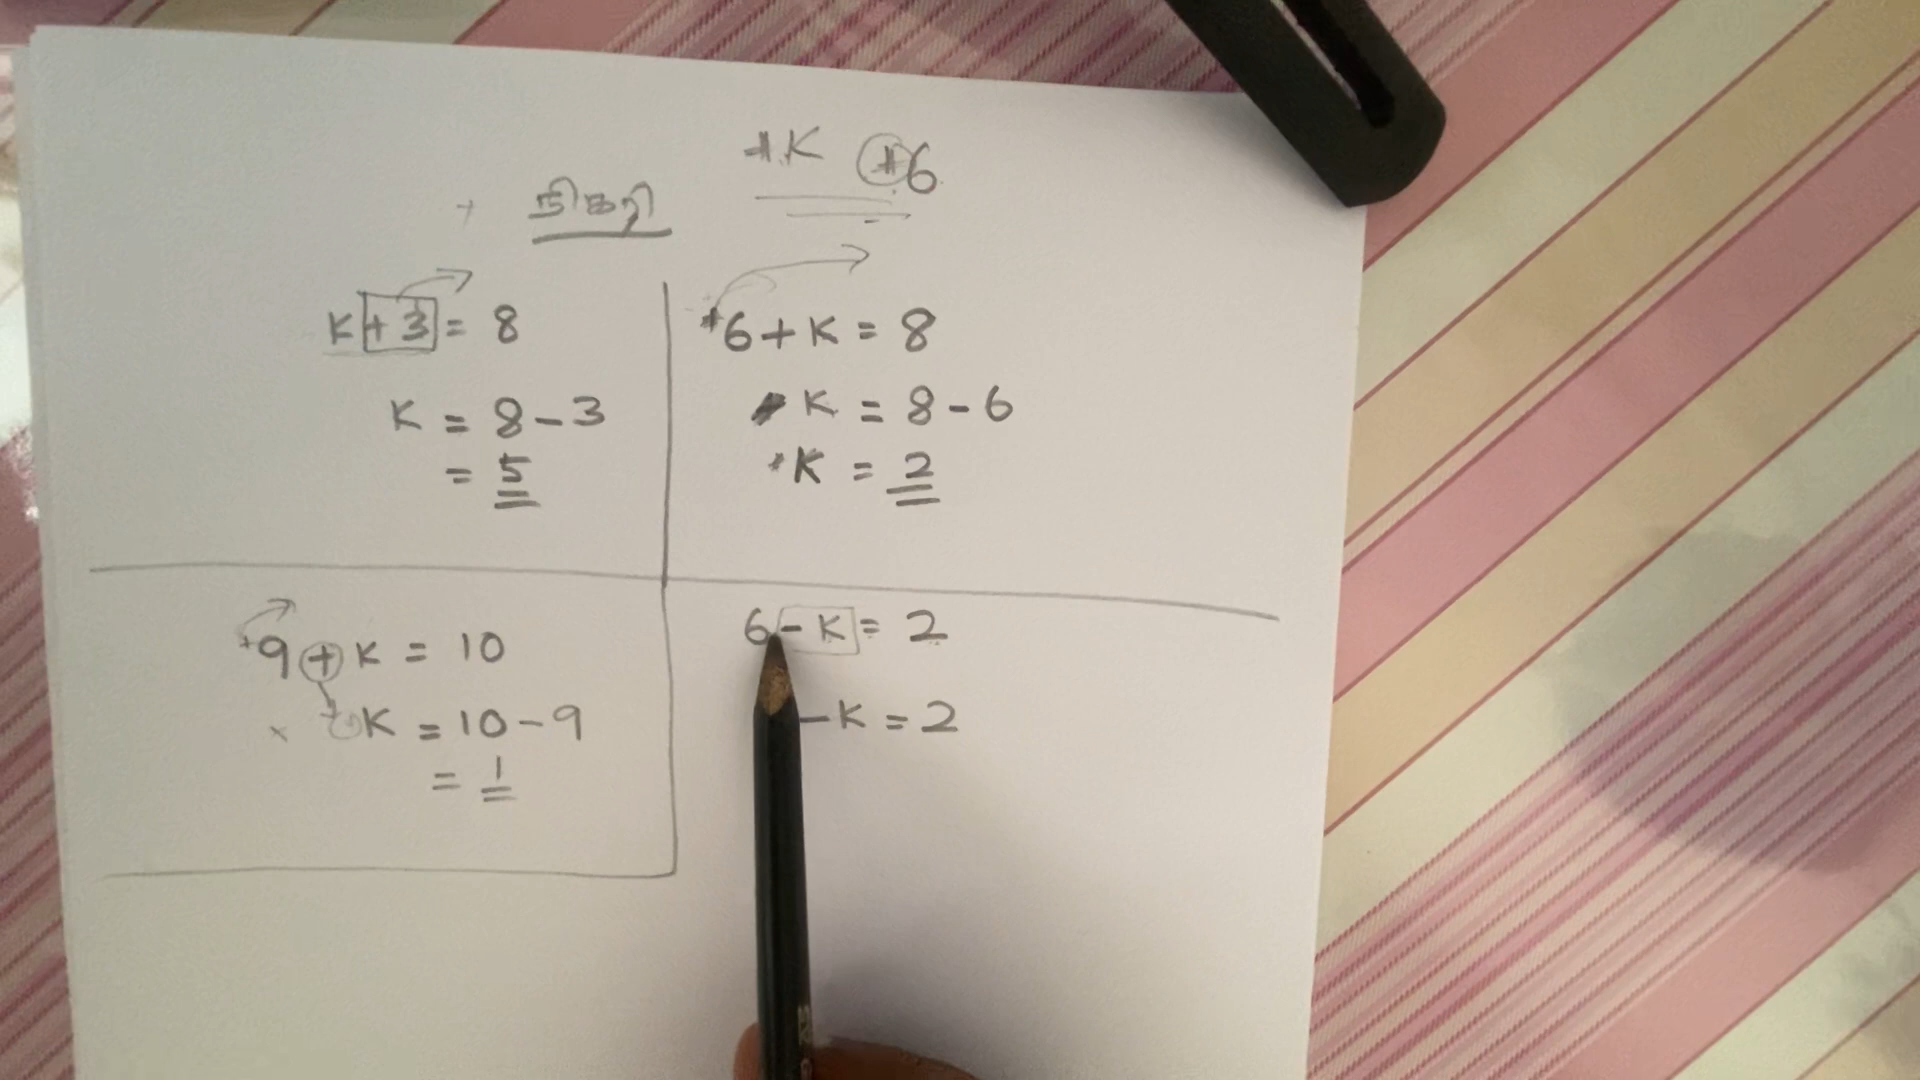 +K +6
+ நிகறி
K+3 = 8
K = 8-3
= 5
+6+K = 8
K = 8-6
K = 2
+9+K = 10
K = 10-9
= 1
6-K = 2
-K = 2